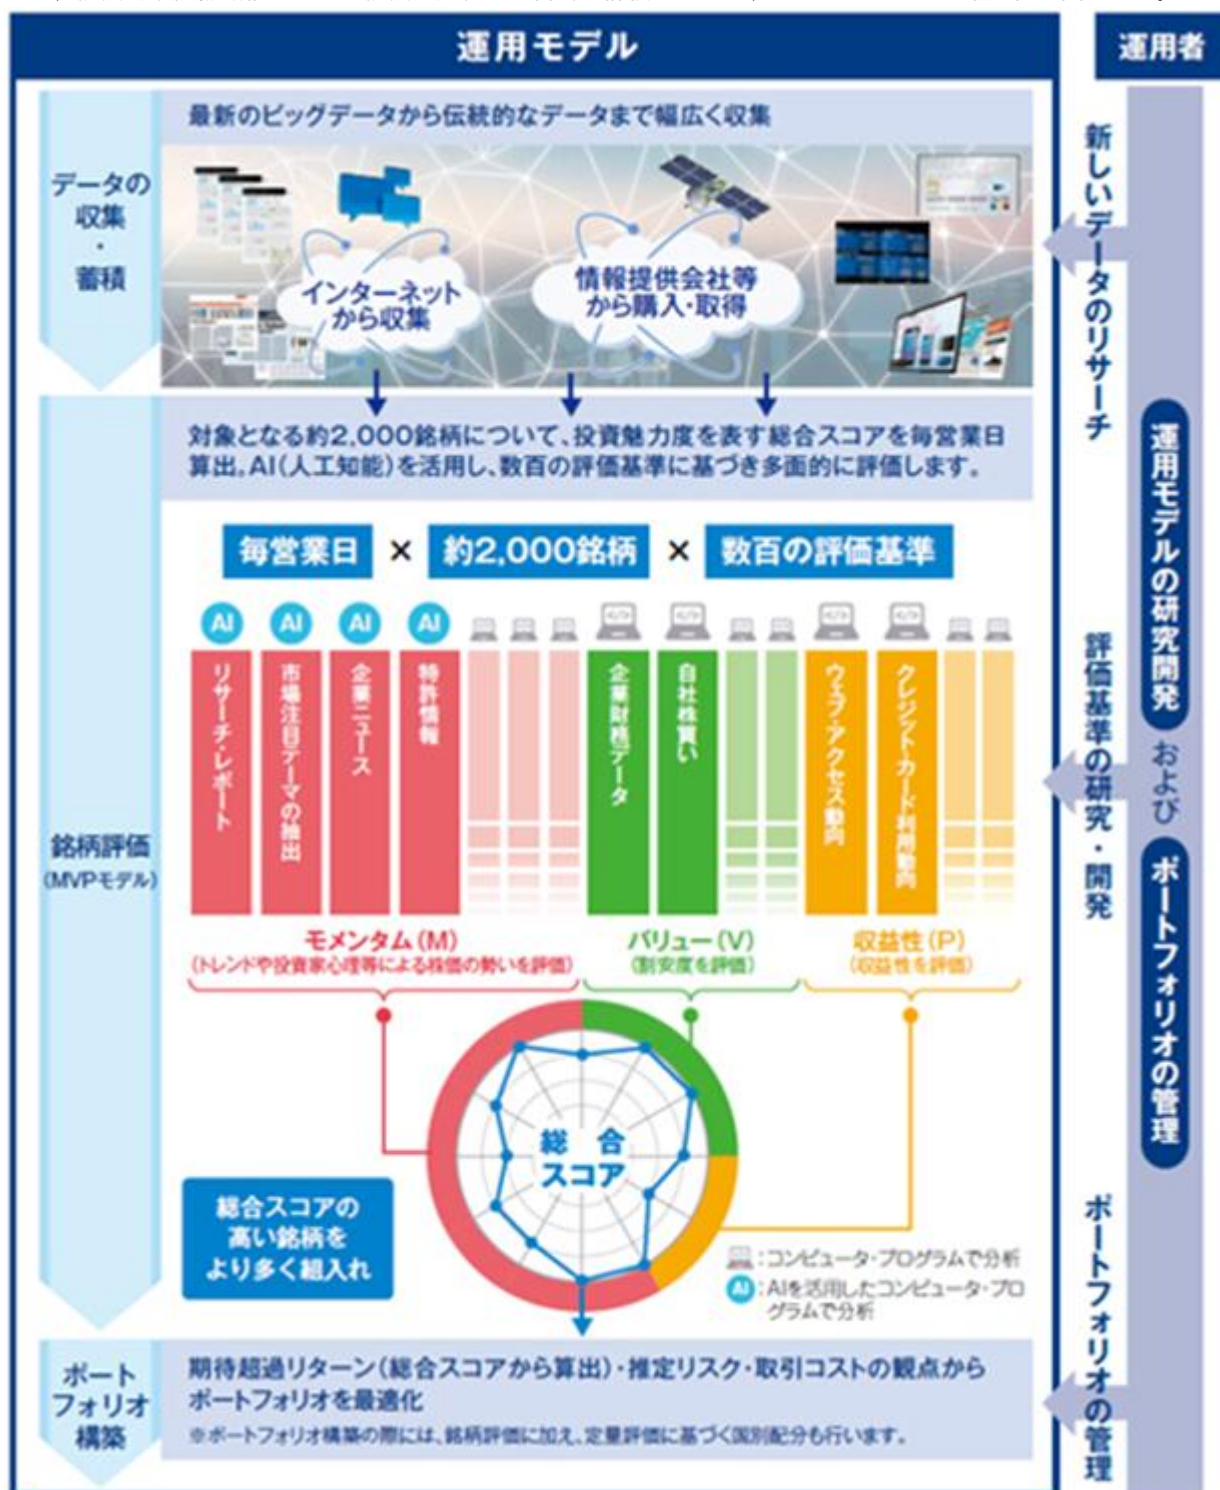 運用モデル
運用者
最新のビッグデータから伝統的なデータまで幅広く収集
データの
収集
・
蓄積
インターネット
から収集
情報提供会社等
から購入・取得
新しいデータのリサーチ
対象となる約2,000銘柄について、投資魅力度を表す総合スコアを毎営業日
算出。AI(人工知能)を活用し、数百の評価基準に基づき多面的に評価します。
毎営業日 × 約2,000銘柄 × 数百の評価基準
AI AI AI AI
リサーチ・レポート
市場注目テーマの抽出
企業ニュース
特許情報
企業財務データ
自社株買い
ウェブ・アクセス動向
クレジット・カード利用動向
銘柄評価
(MVPモデル)
モメンタム(M)
(トレンドや投資家心理等による株価の勢いを評価)
バリュー(V)
(割安度を評価)
収益性(P)
(収益性を評価)
評価基準の研究・開発
運用モデルの研究開発
および
ポートフォリオの管理
総 合
スコア
総合スコアの
高い銘柄を
より多く組入れ
:コンピュータ・プログラムで分析
AI:AIを活用したコンピュータ・プロ
グラムで分析
ポート
フォリオ
構築
期待超過リターン(総合スコアから算出)・推定リスク・取引コストの観点から
ポートフォリオを最適化
※ポートフォリオ構築の際には、銘柄評価に加え、定量評価に基づく国別配分も行います。
ポートフォリオの管理